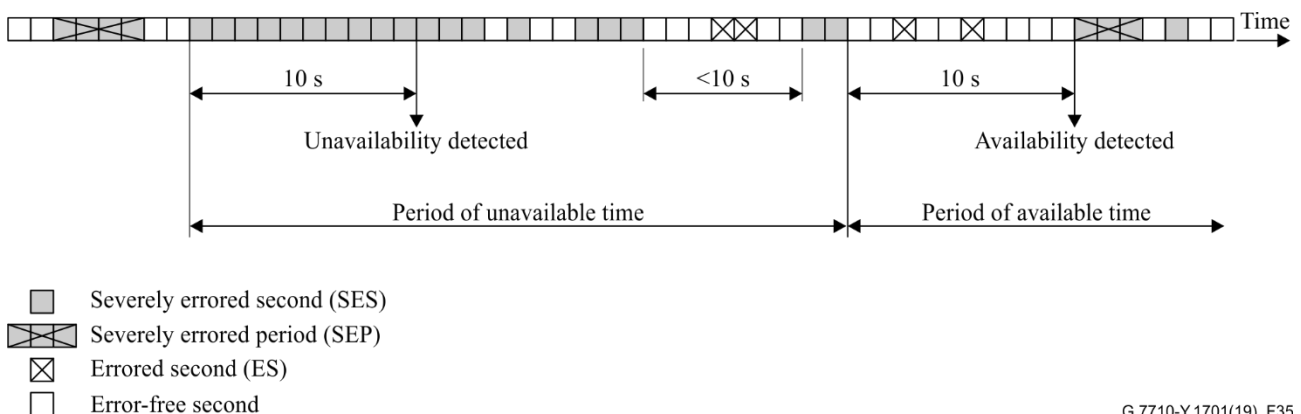 Time
10 s
<10 s
10 s
Unavailability detected
Availability detected
Period of unavailable time
Period of available time
Severely errored second (SES)
Severely errored period (SEP)
Errored second (ES)
Error-free second
G.7710-Y.1701(19)_F35